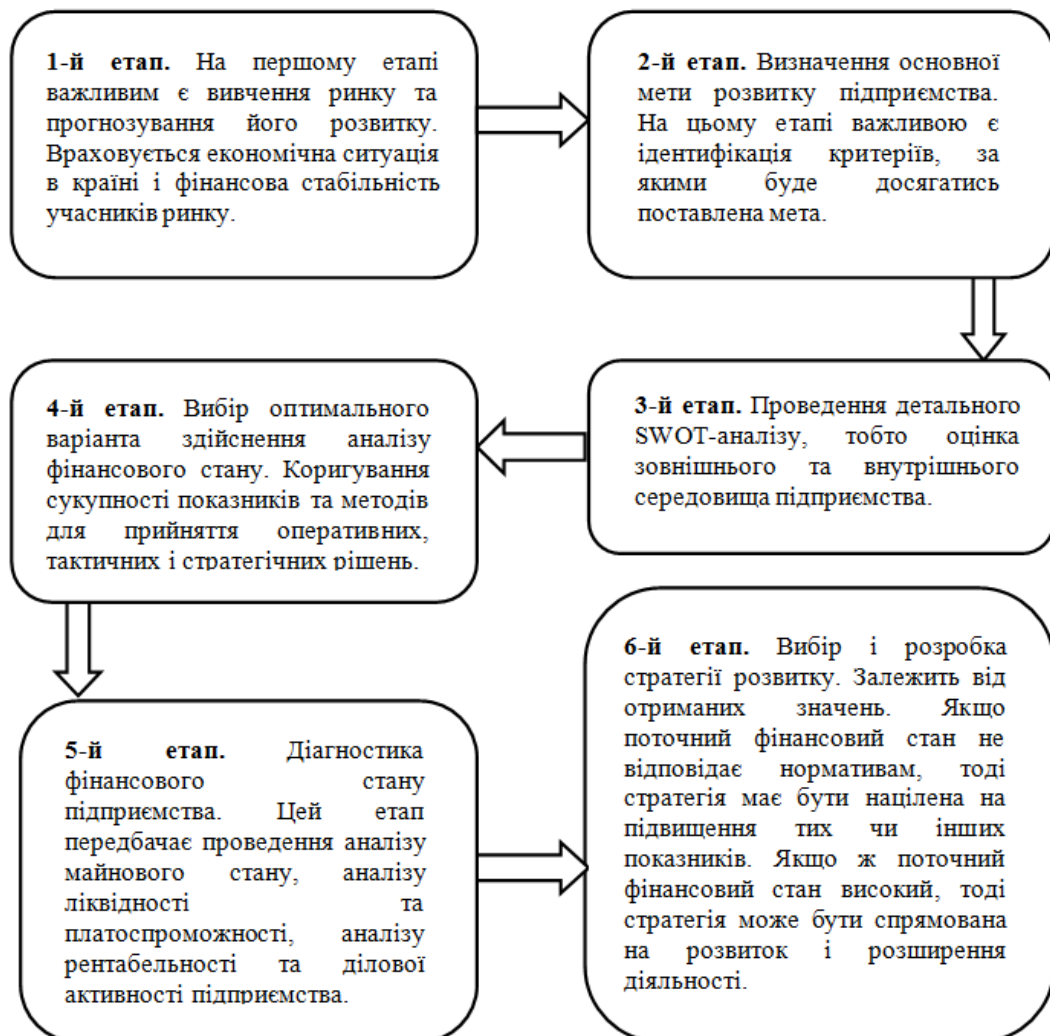 1-й етап. На першому етапі
важливим є вивчення ринку та
прогнозування його розвитку.
Враховується економічна ситуація
в країні і фінансова стабільність
учасників ринку.
2-й етап. Визначення основної
мети розвитку підприємства.
На цьому етапі важливою є
ідентифікація критеріїв, за
якими буде досягатись
поставлена мета.
3-й етап. Проведення детального
SWOT-аналізу, тобто оцінка
зовнішнього та внутрішнього
середовища підприємства.
4-й етап. Вибір оптимального
варіанта здійснення аналізу
фінансового стану. Коригування
сукупності показників та методів
для прийняття оперативних,
тактичних і стратегічних рішень.
5-й етап. Діагностика
фінансового стану
підприємства. Цей етап
передбачає проведення аналізу
майнового стану, аналізу
ліквідності та
платоспроможності, аналізу
рентабельності та ділової
активності підприємства.
6-й етап. Вибір і розробка
стратегії розвитку. Залежить від
отриманих значень. Якщо
поточний фінансовий стан не
відповідає нормативам, тоді
стратегія має бути націлена на
підвищення тих чи інших
показників. Якщо ж поточний
фінансовий стан високий, тоді
стратегія може бути спрямована
на розвиток і розширення
діяльності.